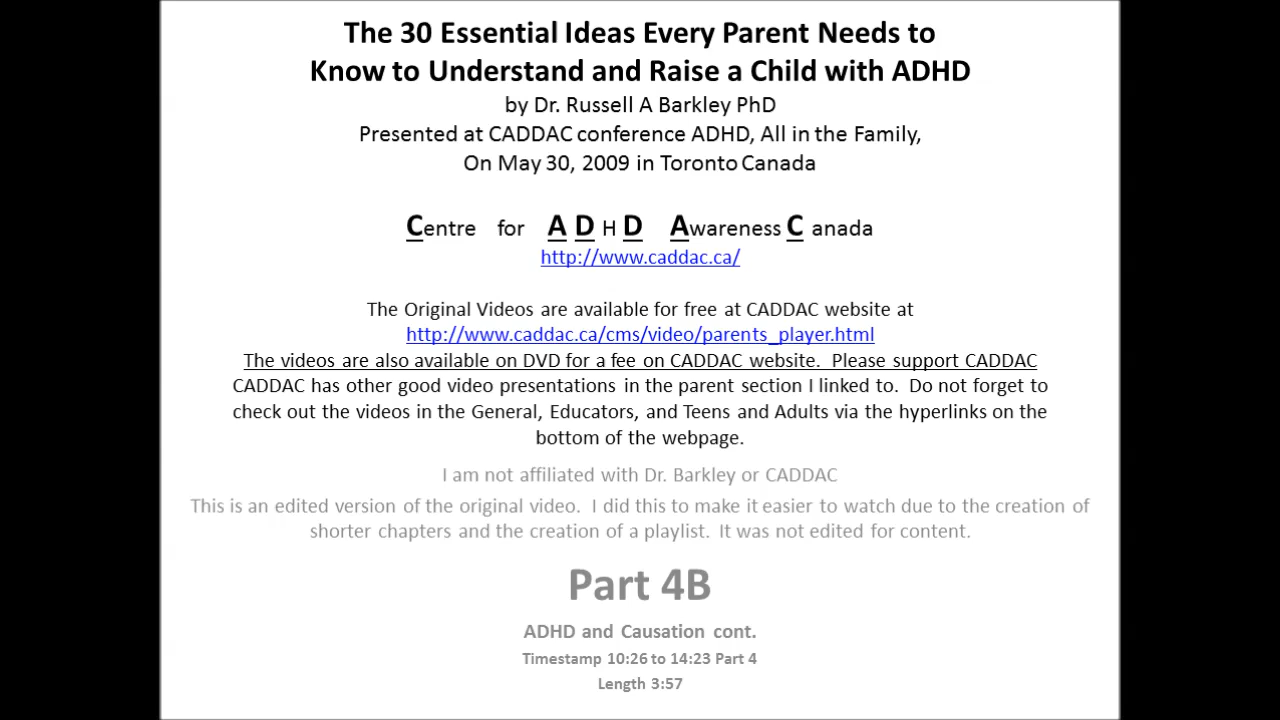 The 30 Essential Ideas Every Parent Needs to
Know to Understand and Raise a Child with ADHD
by Dr. Russell A Barkley PhD
Presented at CADDAC conference ADHD, All in the Family,
On May 30, 2009 in Toronto Canada
Centre for A D H D Awareness C anada
http://www.caddac.ca/
The Original Videos are available for free at CADDAC website at
http://www.caddac.ca/cms/video/parents_player.html
The videos are also available on DVD for a fee on CADDAC website. Please support CADDAC
CADDAC has other good video presentations in the parent section I linked to. Do not forget to
check out the videos in the General, Educators, and Teens and Adults via the hyperlinks on the
bottom of the webpage.
I am not affiliated with Dr. Barkley or CADDAC
This is an edited version of the original video. I did this to make it easier to watch due to the creation of
shorter chapters and the creation of a playlist. It was not edited for content.
Part 4B
ADHD and Causation cont.
Timestamp 10:26 to 14:23 Part 4
Length 3:57